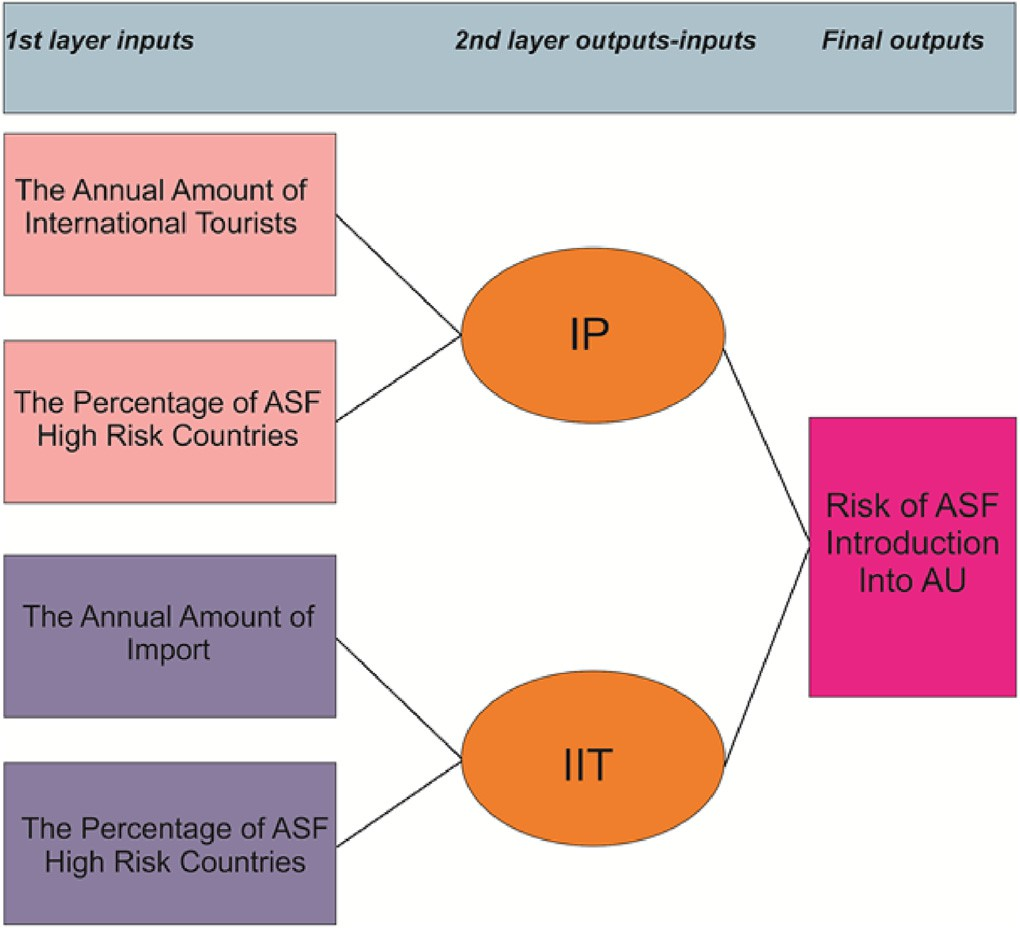 1st layer inputs
2nd layer outputs-inputs
Final outputs
The Annual Amount of
International Tourists
The Percentage of ASF
High Risk Countries
The Annual Amount of
Import
The Percentage of ASF
High Risk Countries
IP
IIT
Risk of ASF
Introduction
Into AU